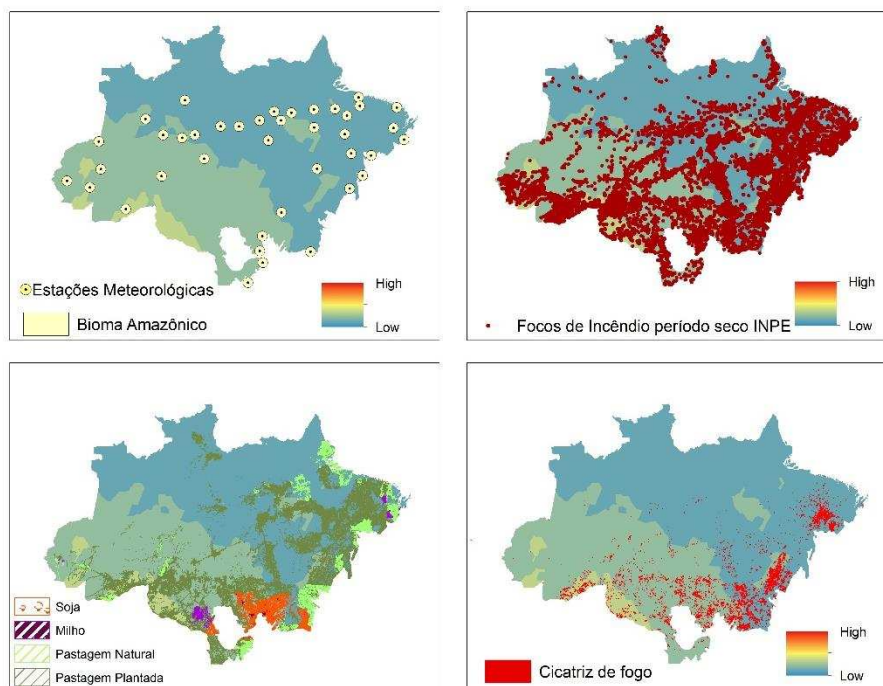 Estações Meteorológicas
Bioma Amazônico
High
Low
Focos de Incêndio período seco INPE
High
Low
Soja
Milho
Pastagem Natural
Pastagem Plantada
Cicatriz de fogo
High
Low